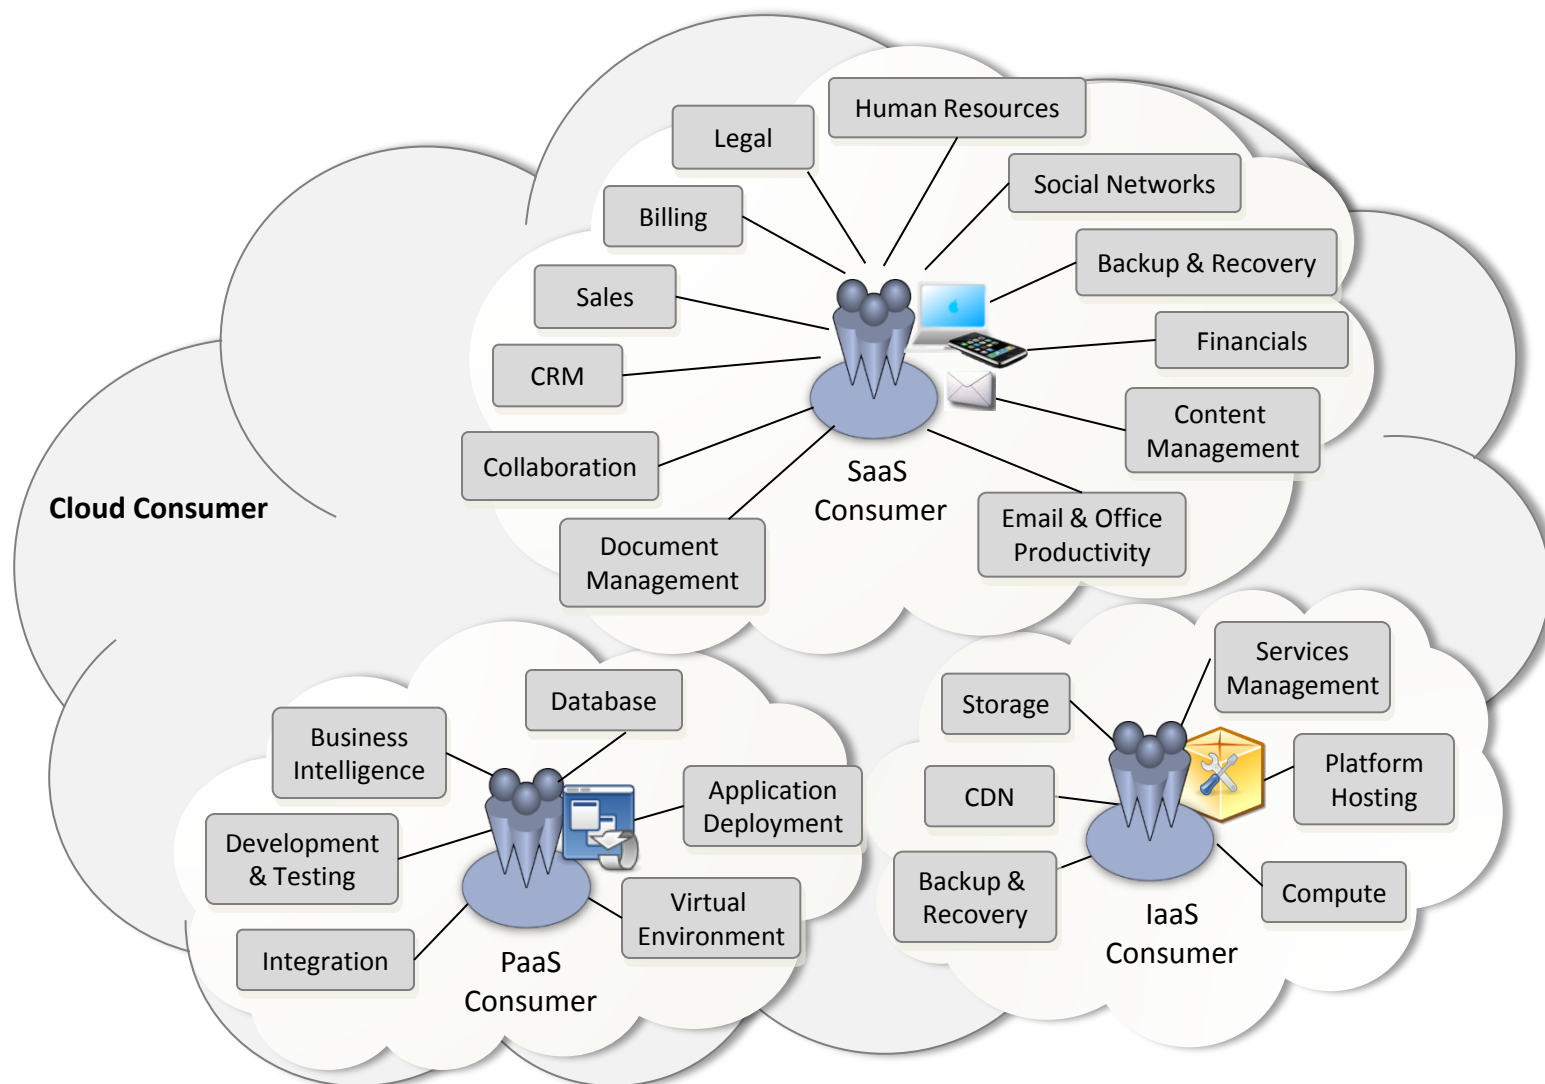 Human Resources
Legal
Social Networks
Billing
Backup & Recovery
Sales
Financials
CRM
Content
Management
Collaboration
SaaS
Consumer
Cloud Consumer
Email & Office
Productivity
Document
Management
Database
Business
Intelligence
Application
Deployment
Development
& Testing
Virtual
Environment
Integration
PaaS
Consumer
Services
Management
Storage
Platform
Hosting
CDN
Backup &
Recovery
Compute
IaaS
Consumer